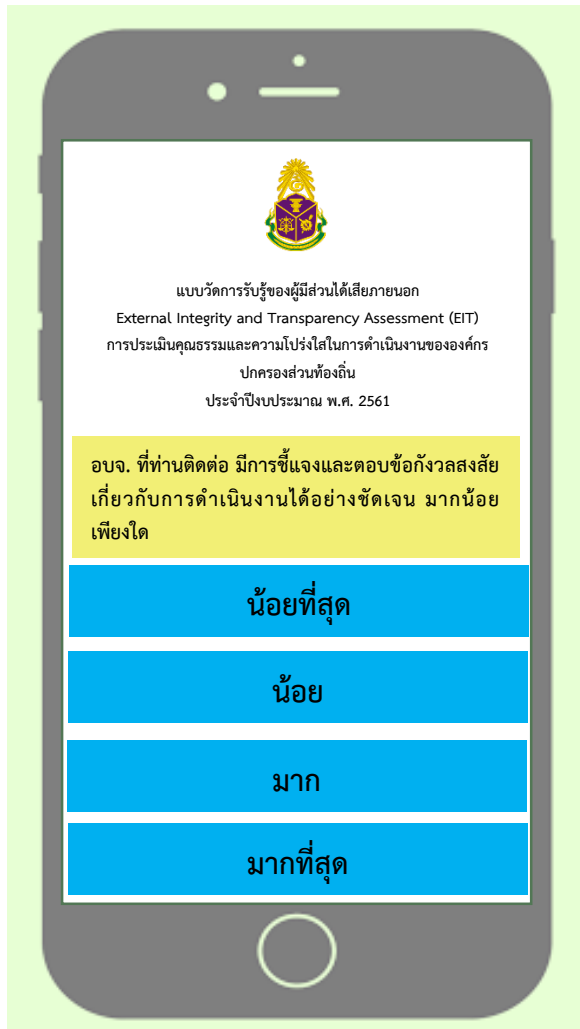 แบบวัดการรับรู้ของผู้มีส่วนได้เสียภายนอก
External Integrity and Transparency Assessment (EIT)
การประเมินคุณธรรมและความโปร่งใสในการดำเนินงานขององค์กร
ปกครองส่วนท้องถิ่น
ประจำปีงบประมาณ พ.ศ. 2561
อบจ. ที่ท่านติดต่อ มีการชี้แจงและตอบข้อกังวลสงสัย
เกี่ยวกับการดำเนินงานได้อย่างชัดเจน มากน้อย
เพียงใด
น้อยที่สุด
น้อย
มาก
มากที่สุด